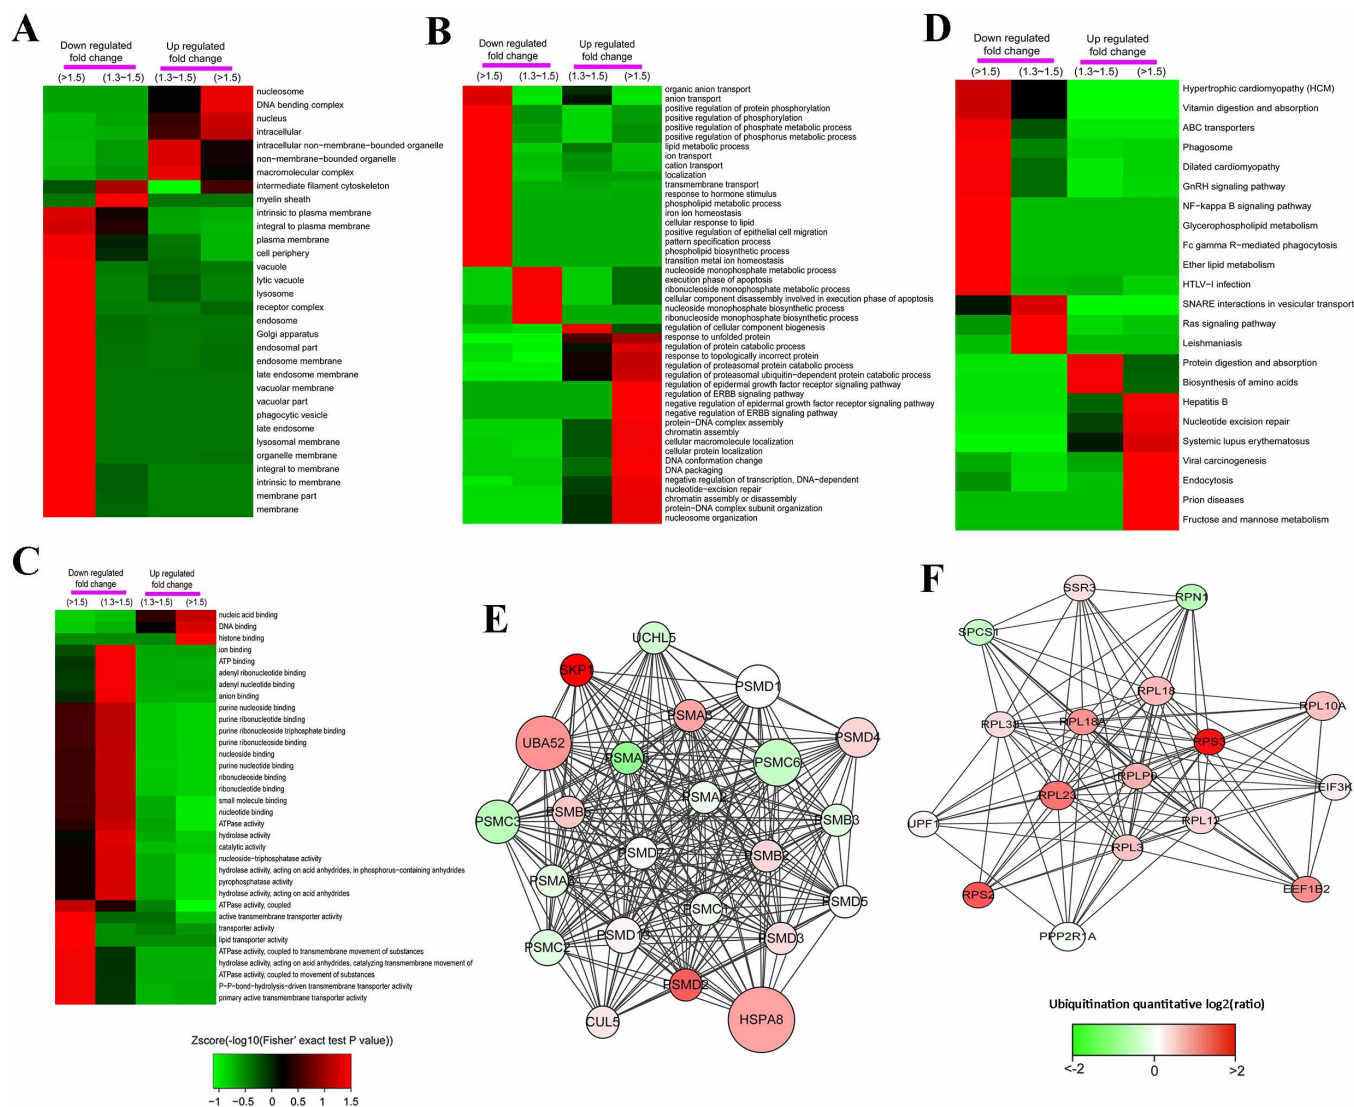 A
Down regulated
fold change
Up regulated
fold change
(>1.5)
(1.3~1.5)
(1.3~1.5)
(>1.5)
nucleosome
DNA bending complex
nucleus
intracellular
intracellular non−membrane−bounded organelle
non−membrane−bounded organelle
macromolecular complex
intermediate filament cytoskeleton
myelin sheath
intrinsic to plasma membrane
integral to plasma membrane
plasma membrane
cell periphery
vacuole
lytic vacuole
lysosome
receptor complex
endosome
Golgi apparatus
endosomal part
endosome membrane
late endosome membrane
vacuolar membrane
vacuolar part
phagocytic vesicle
late endosome
lysosomal membrane
organelle membrane
integral to membrane
intrinsic to membrane
membrane part
membrane
B
Down regulated
fold change
Up regulated
fold change
(>1.5)
(1.3~1.5)
(1.3~1.5)
(>1.5)
organic anion transport
anion transport
positive regulation of protein phosphorylation
positive regulation of phosphorylation
positive regulation of phosphate metabolic process
positive regulation of phosphorus metabolic process
lipid metabolic process
ion transport
cation transport
localization
transmembrane transport
response to hormone stimulus
phospholipid metabolic process
iron ion homeostasis
cellular response to lipid
positive regulation of epithelial cell migration
pattern specification process
phospholipid biosynthetic process
transition metal ion homeostasis
nucleoside monophosphate metabolic process
execution phase of apoptosis
ribonucleoside monophosphate metabolic process
cellular component disassembly involved in execution phase of apoptosis
nucleoside monophosphate biosynthetic process
ribonucleoside monophosphate biosynthetic process
regulation of cellular component biogenesis
response to unfolded protein
regulation of protein catabolic process
response to topologically incorrect protein
regulation of proteasomal protein catabolic process
regulation of proteasomal ubiquitin−dependent protein catabolic process
regulation of epidermal growth factor receptor signaling pathway
regulation of ERBB signaling pathway
negative regulation of epidermal growth factor receptor signaling pathway
negative regulation of ERBB signaling pathway
protein−DNA complex assembly
chromatin assembly
cellular macromolecule localization
cellular protein localization
DNA conformation change
DNA packaging
negative regulation of transcription, DNA−dependent
nucleotide−excision repair
chromatin assembly or disassembly
protein−DNA complex subunit organization
nucleosome organization
D
Down regulated
fold change
Up regulated
fold change
(>1.5)
(1.3~1.5)
(1.3~1.5)
(>1.5)
Hypertrophic cardiomyopathy (HCM)
Vitamin digestion and absorption
ABC transporters
Phagosome
Dilated cardiomyopathy
GnRH signaling pathway
NF−kappa B signaling pathway
Glycerophospholipid metabolism
Fc gamma R−mediated phagocytosis
Ether lipid metabolism
HTLV−I infection
SNARE interactions in vesicular transport
Ras signaling pathway
Leishmaniasis
Protein digestion and absorption
Biosynthesis of amino acids
Hepatitis B
Nucleotide excision repair
Systemic lupus erythematosus
Viral carcinogenesis
Endocytosis
Prion diseases
Fructose and mannose metabolism
C
Down regulated
fold change
Up regulated
fold change
(>1.5)
(1.3~1.5)
(1.3~1.5)
(>1.5)
nucleic acid binding
DNA binding
histone binding
ion binding
ATP binding
adenyl ribonucleotide binding
adenyl nucleotide binding
anion binding
purine nucleoside binding
purine ribonucleotide binding
purine ribonucleoside triphosphate binding
purine ribonucleoside binding
nucleoside binding
purine nucleotide binding
ribonucleoside binding
ribonucleotide binding
small molecule binding
nucleotide binding
ATPase activity
hydrolase activity
catalytic activity
nucleoside−triphosphatase activity
hydrolase activity, acting on acid anhydrides, in phosphorus−containing anhydrides
pyrophosphatase activity
hydrolase activity, acting on acid anhydrides
ATPase activity, coupled
active transmembrane transporter activity
transporter activity
lipid transporter activity
ATPase activity, coupled to transmembrane movement of substances
hydrolase activity, acting on acid anhydrides, catalyzing transmembrane movement of
ATPase activity, coupled to movement of substances
P−P−bond−hydrolysis−driven transmembrane transporter activity
primary active transmembrane transporter activity
Zscore(−log10(Fisher' exact test P value))
−1 −0.5 0 0.5 1 1.5
E
UCHL5
SKP1
PSMD1
UBA52
PSMD4
PSMC6
PSMA2
PSMC3
PSMB3
PSMD7
PSMB2
PSMD5
PSMC1
PSMC2
PSMD13
PSMD3
PSMD2
CUL5
HSPA8
F
SSR3
RPN1
SPCS1
RPL18
RPL10A
RPL18A
RPS3
EIF3K
RPL23
UPF1
RPL12
RPL3
RPS2
EEF1B2
PPP2R1A
Ubiquitination quantitative log2(ratio)
<-2 0 >2